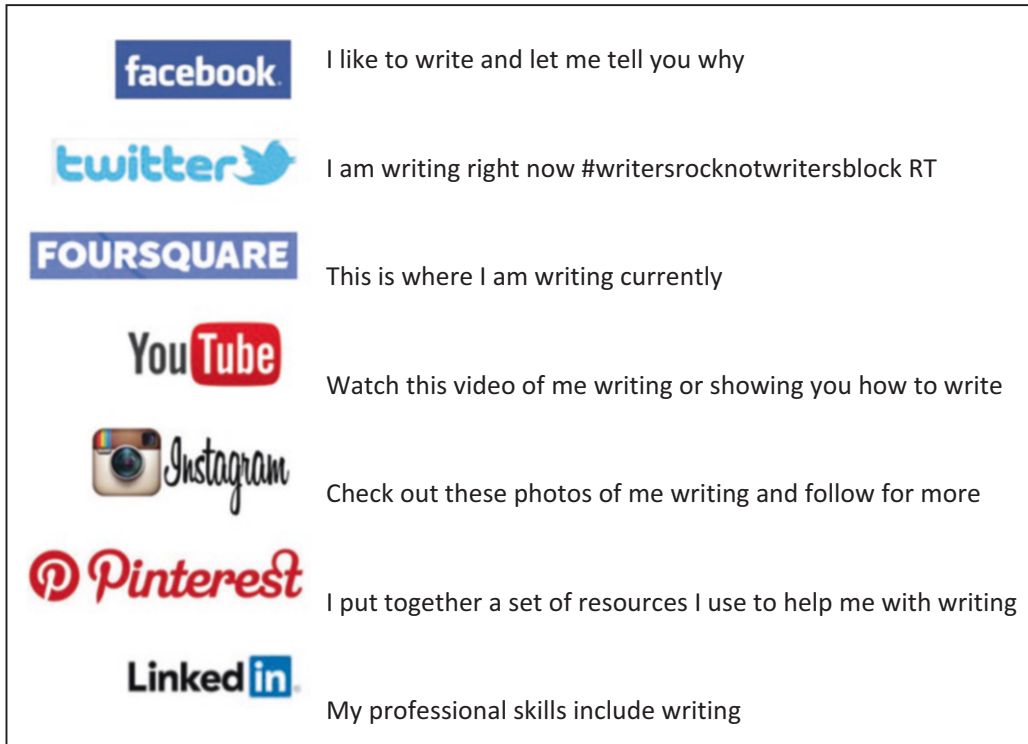 facebook.
I like to write and let me tell you why
twitter
I am writing right now #writersrocknotwritersblock RT
FOURSQUARE
This is where I am writing currently
YouTube
Watch this video of me writing or showing you how to write
Instagram
Check out these photos of me writing and follow for more
Pinterest
I put together a set of resources I use to help me with writing
Linked in
My professional skills include writing